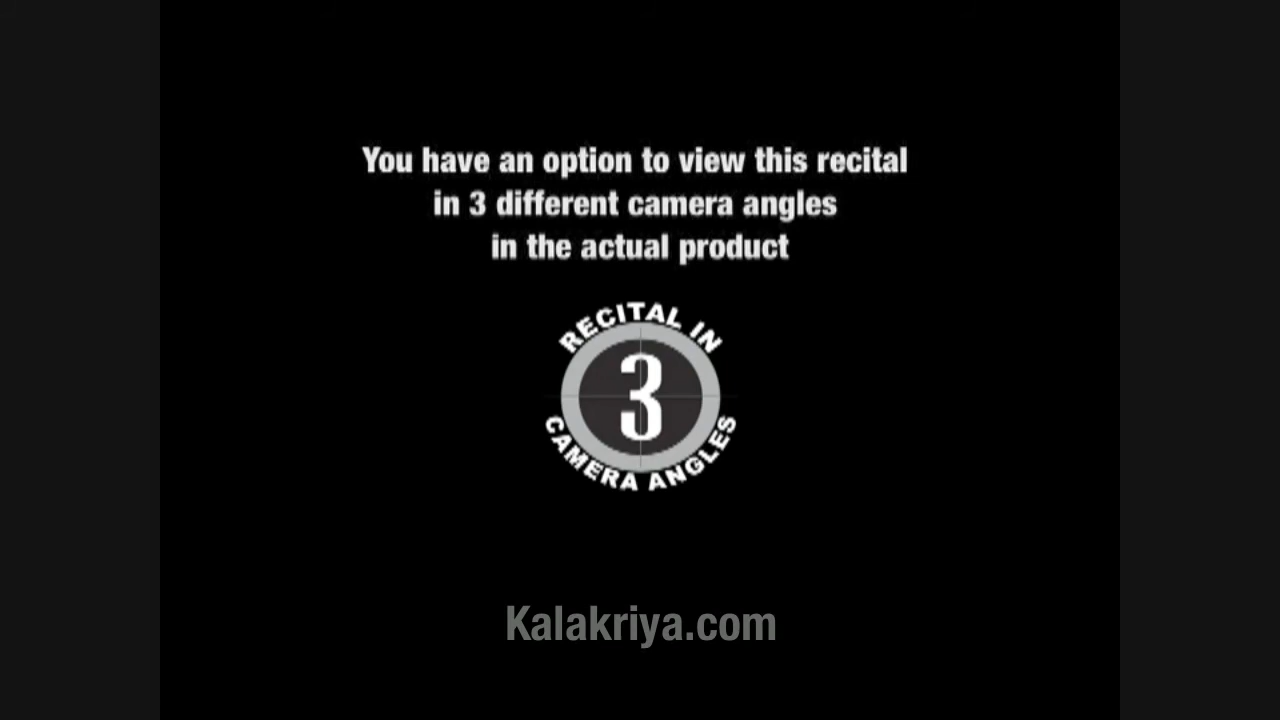 You have an option to view this recital
in 3 different camera angles
in the actual product
RECITAL IN
3
CAMERA ANGLES
Kalakriya.com